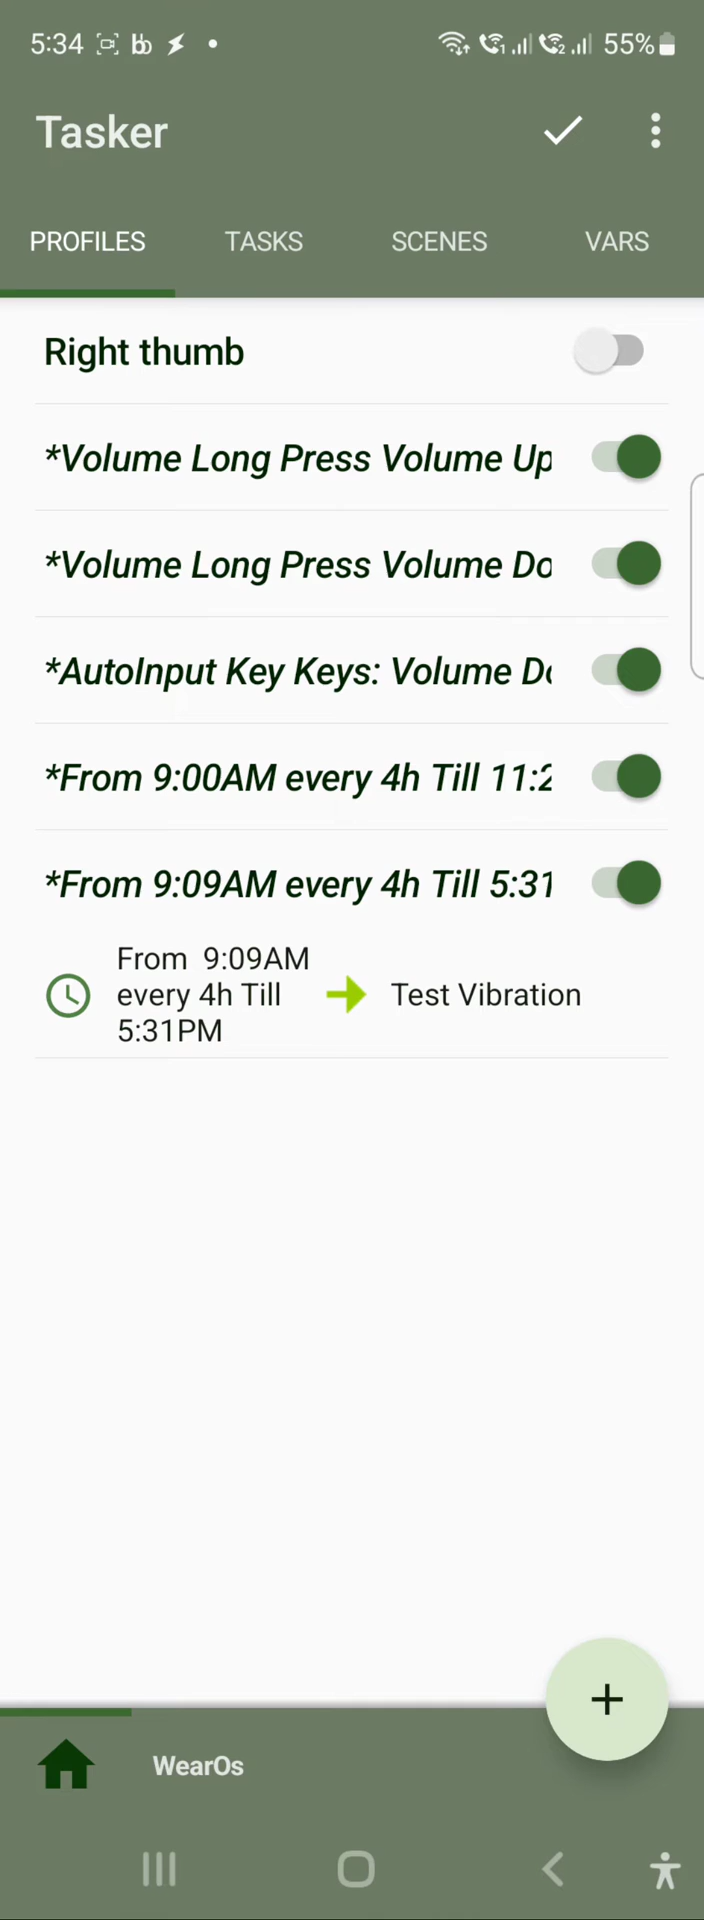 5:34 55%
Tasker
PROFILES TASKS SCENES VARS
Right thumb
*Volume Long Press Volume Up
*Volume Long Press Volume Do
*AutoInput Key Keys: Volume Do
*From 9:00AM every 4h Till 11:2
*From 9:09AM every 4h Till 5:31
From 9:09AM
every 4h Till
5:31PM
Test Vibration
+
WearOs